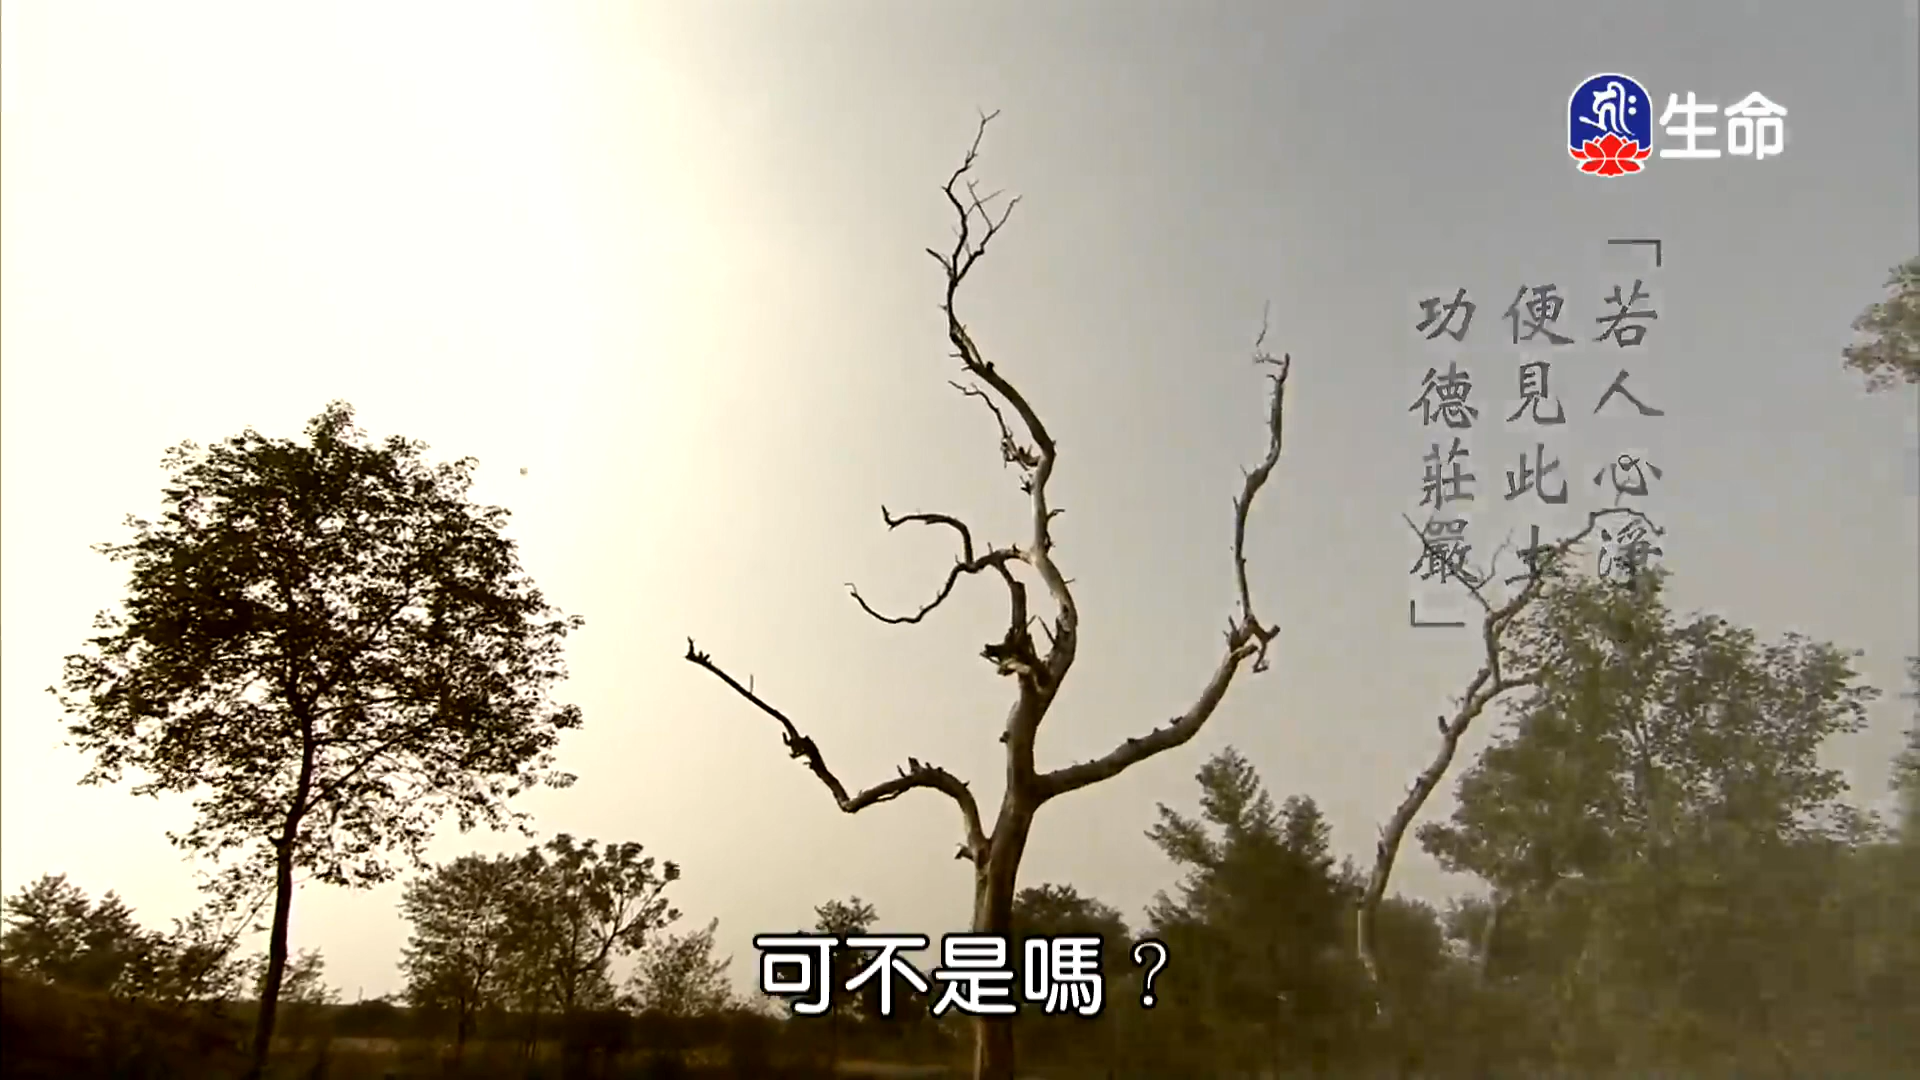 生命
「若人心淨
便見此土
功德莊嚴」
可不是嗎？